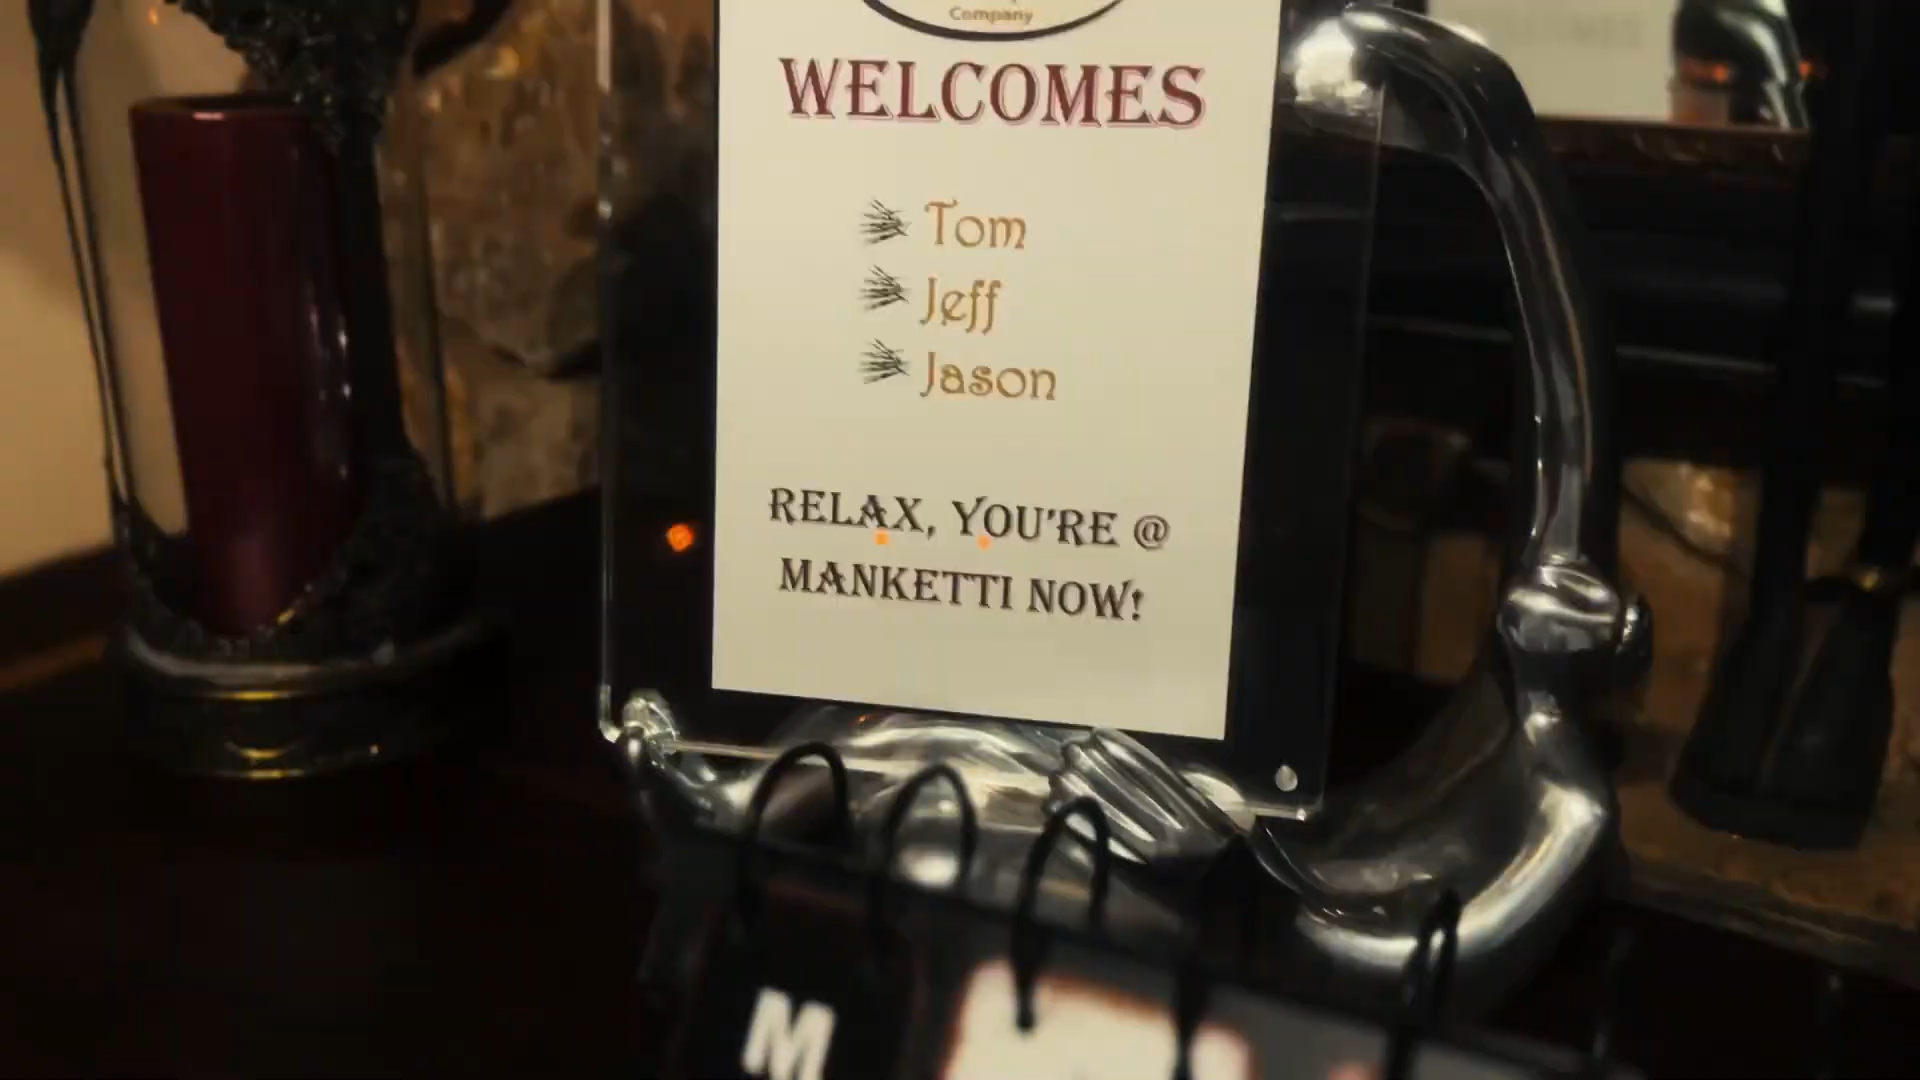 Company
WELCOMES
Tom
Jeff
Jason
RELAX, YOU'RE @
MANKETTI NOW!
M